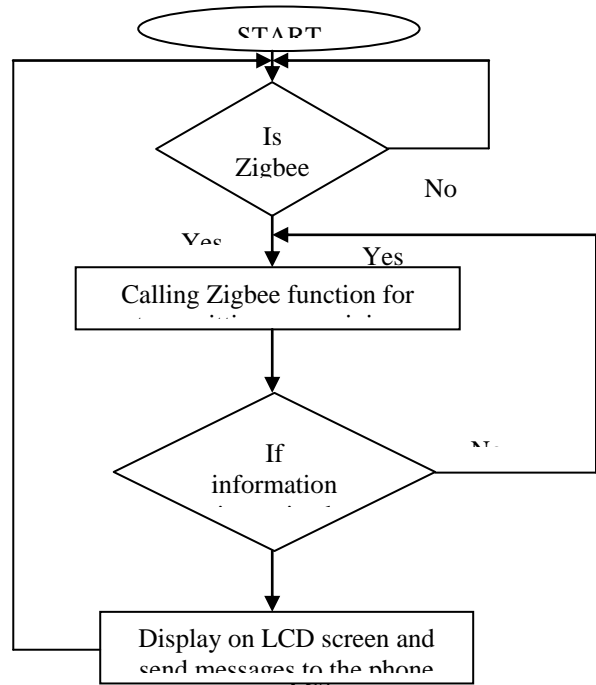 START
Is
Zigbee
No
Yes
Yes
Calling Zigbee function for
No
If
information
Display on LCD screen and
send messages to the phone